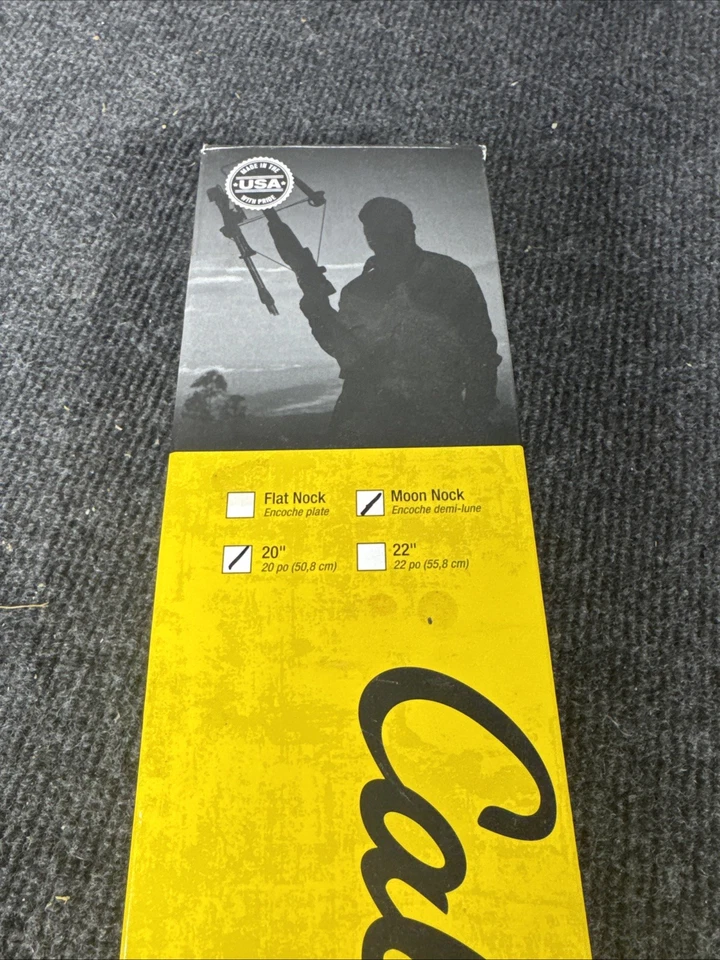 MADE IN THE
USA
WITH PRIDE
Flat Nock
Encoche plate
Moon Nock
Encoche demi-lune
20"
20 po (50,8 cm)
22"
22 po (55,8 cm)
Ca